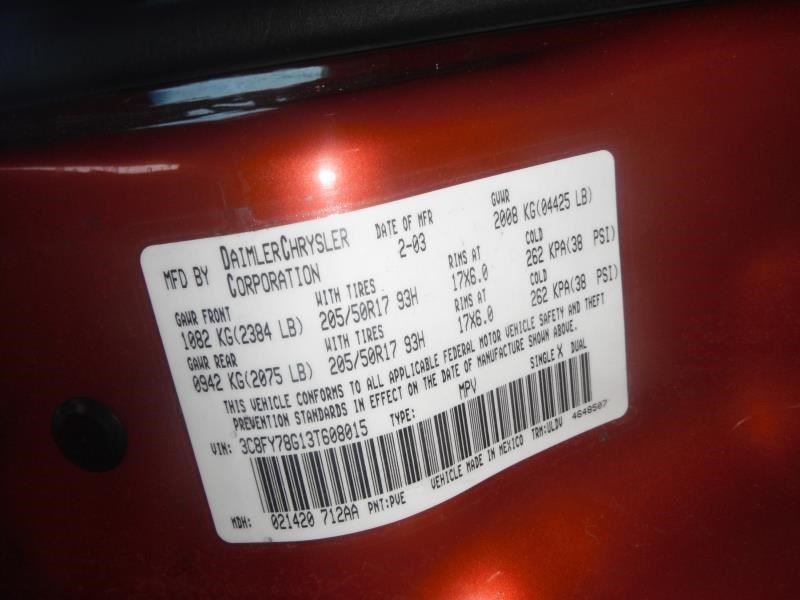 MFD BY DAIMLERCHRYSLER CORPORATION
DATE OF MFR 2-03
GVWR 2008 KG(04425 LB)
GAWR FRONT WITH TIRES RIMS AT COLD
1082 KG(2384 LB) 205/50R17 93H 17X6.0 262 KPA(38 PSI)
GAWR REAR WITH TIRES RIMS AT COLD
0942 KG(2075 LB) 205/50R17 93H 17X6.0 262 KPA(38 PSI)
THIS VEHICLE CONFORMS TO ALL APPLICABLE FEDERAL MOTOR VEHICLE SAFETY AND THEFT
PREVENTION STANDARDS IN EFFECT ON THE DATE OF MANUFACTURE SHOWN ABOVE.
VIN: 3C8FY78G13T608015 TYPE: MPV SINGLE X DUAL
MDH: 021420 712AA PNT:PVE VEHICLE MADE IN MEXICO TRM:ULDV 4648507